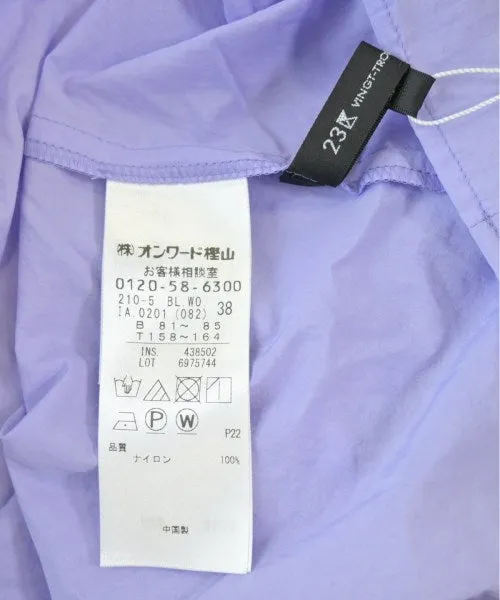 23区 VINGT-TRO
㈱オンワード樫山
お客様相談室
0120-58-6300
210-5 BL.WO
IA 0201 (082) 38
B 81〜 85
T158〜164
INS. 438502
LOT 6975744
P W
P22
品質
ナイロン 100%
中国製